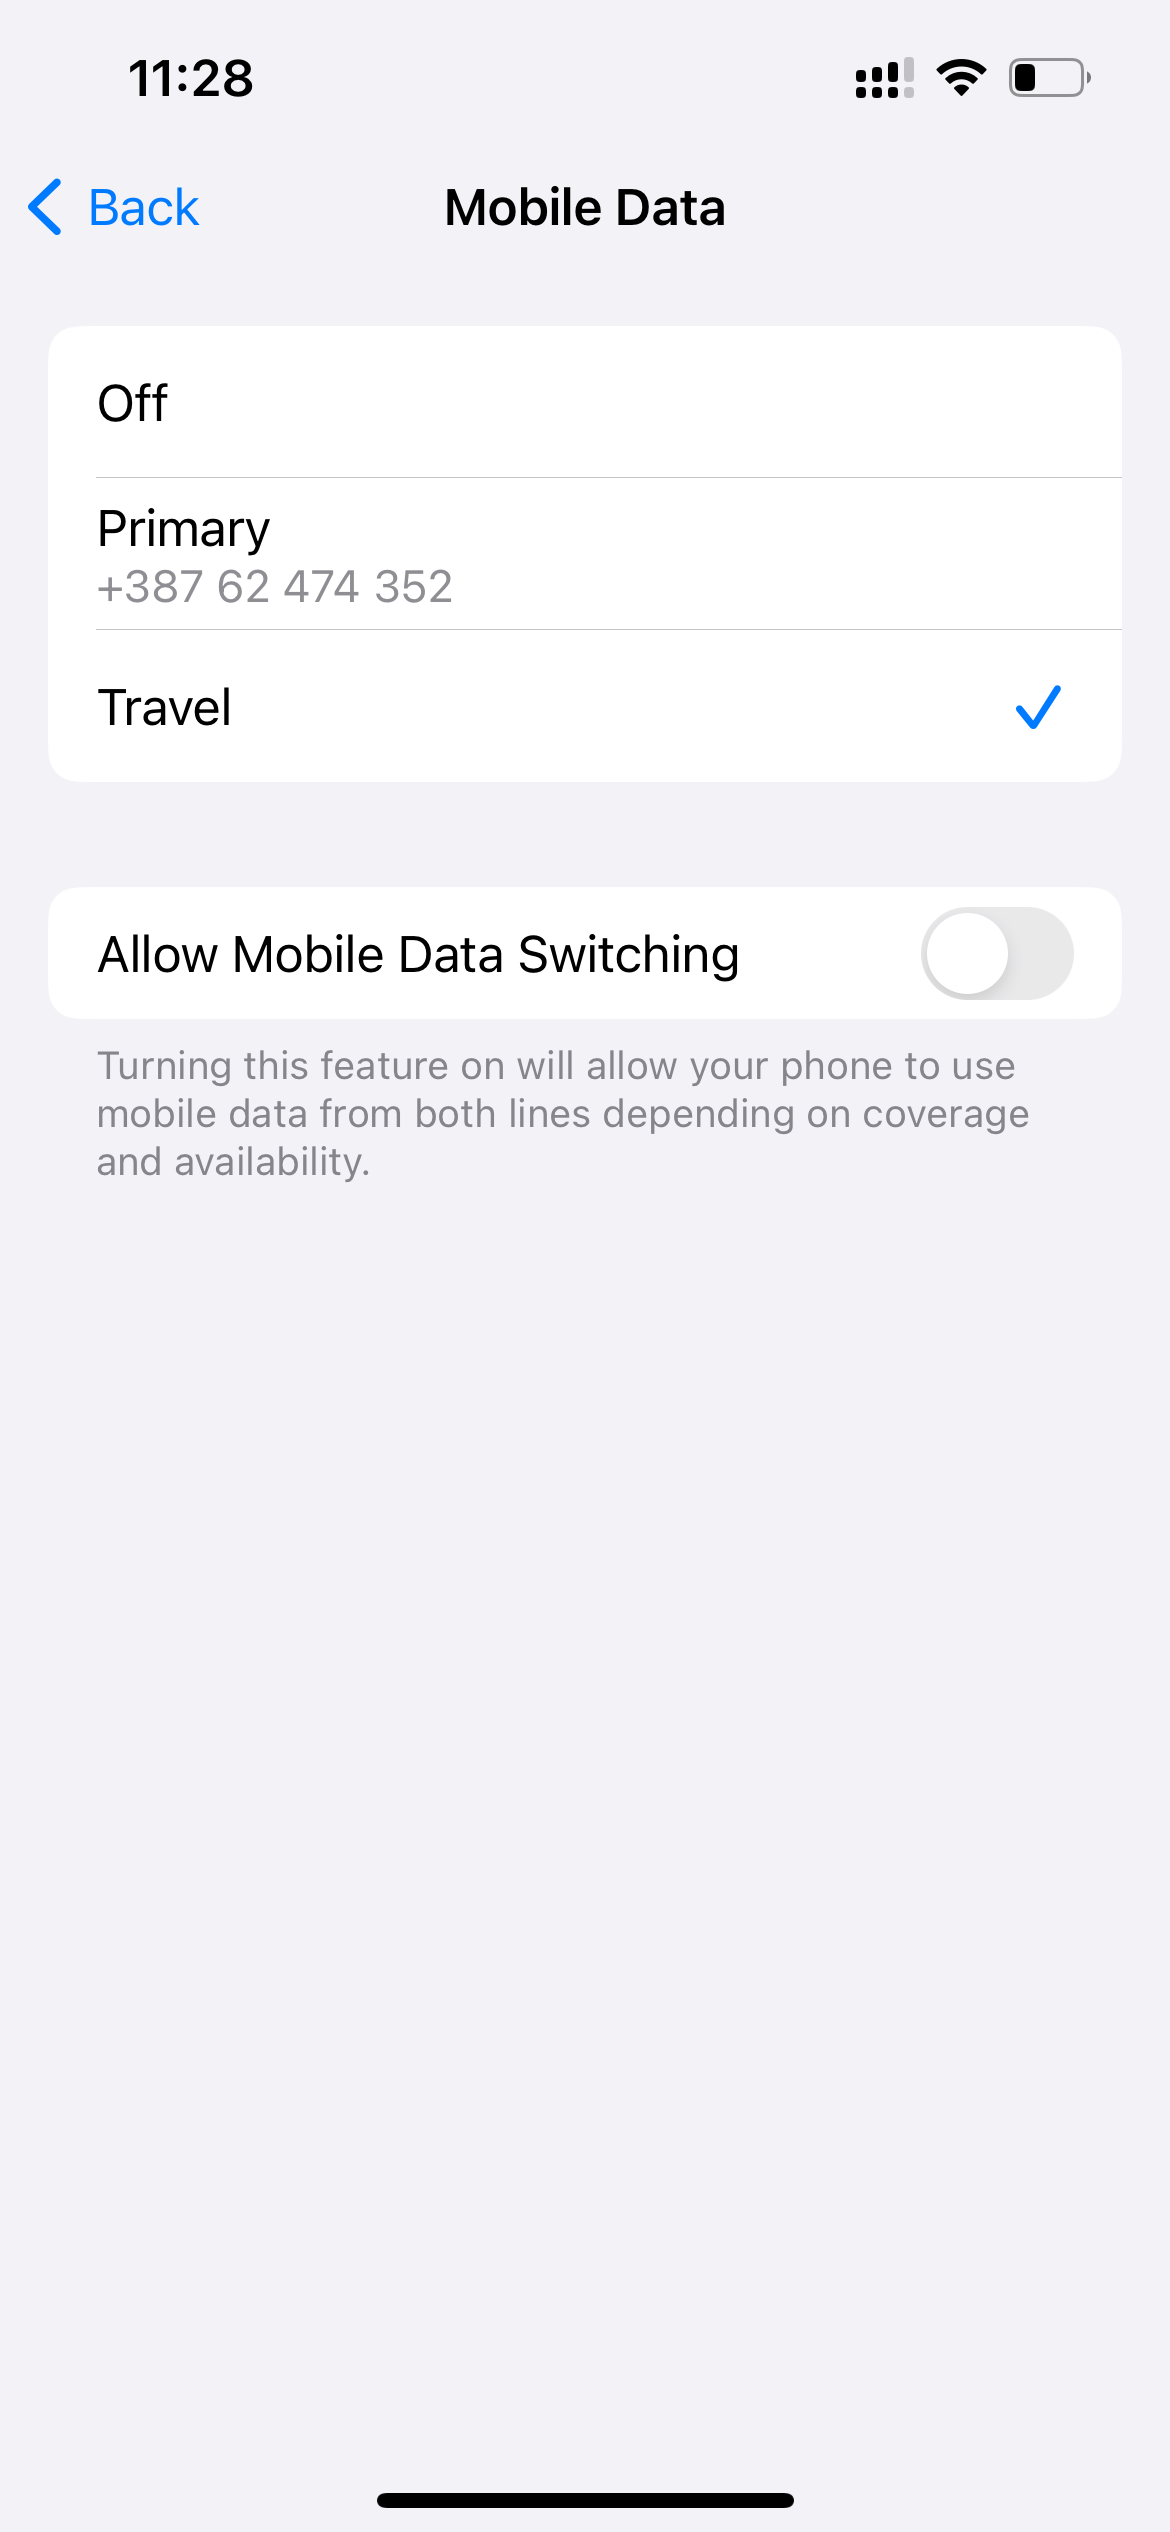 11:28
Back
Mobile Data
Off
Primary
+387 62 474 352
Travel
Allow Mobile Data Switching
Turning this feature on will allow your phone to use
mobile data from both lines depending on coverage
and availability.